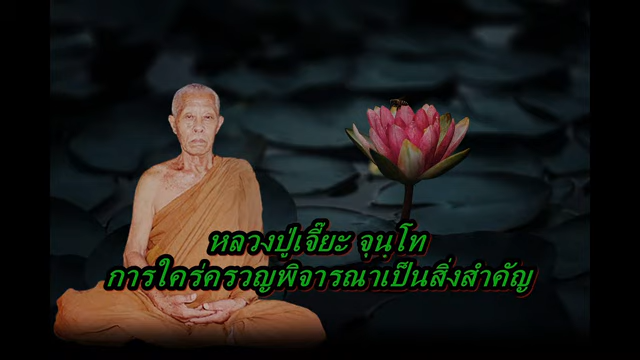 หลวงปู่เจี๊ยะ จุนฺโท
การใคร่ครวญพิจารณาเป็นสิ่งสำคัญ